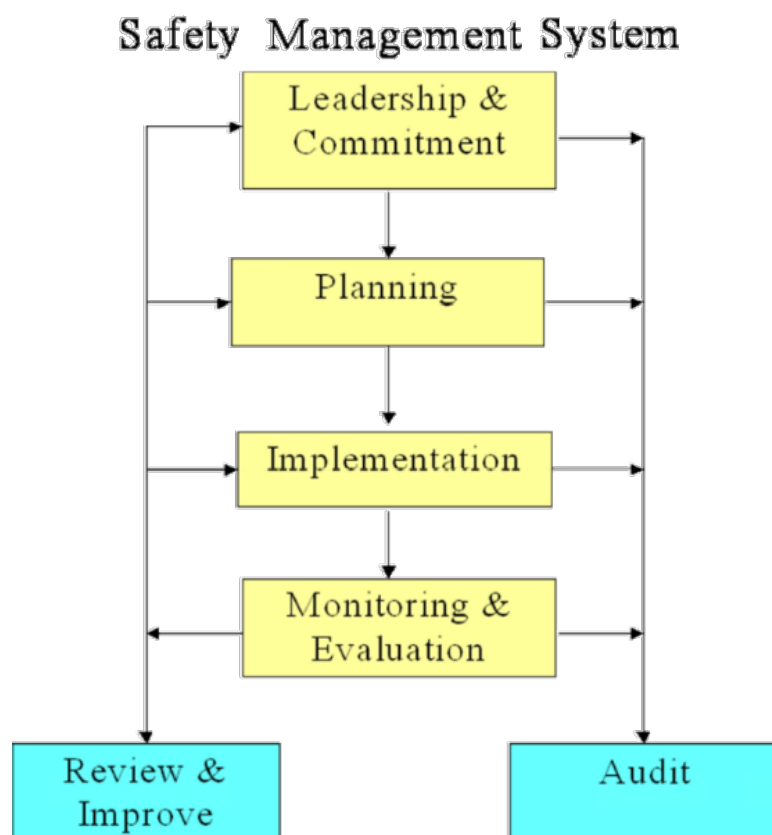 Safety Management System
Leadership &
Commitment
Planning
Implementation
Monitoring &
Evaluation
Review &
Improve
Audit